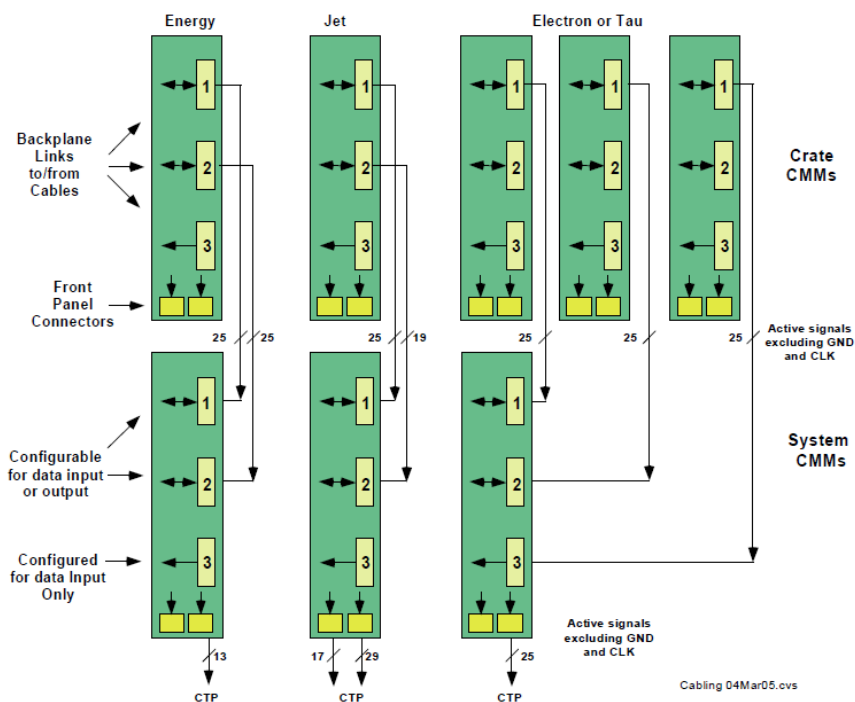 Energy
Jet
Electron or Tau
1
1
1
1
1
Backplane
Links
to/from
Cables
2
2
2
2
2
Crate
CMMs
3
3
3
3
3
Front
Panel
Connectors
25
25
25
19
25
25
25
Active signals
excluding GND
and CLK
1
1
1
Configurable
for data input
or output
2
2
2
System
CMMs
Configured
for data Input
Only
3
3
3
Active signals
excluding GND
and CLK
13
17
29
25
CTP
CTP
CTP
CTP
Cabling 04Mar05.cvs